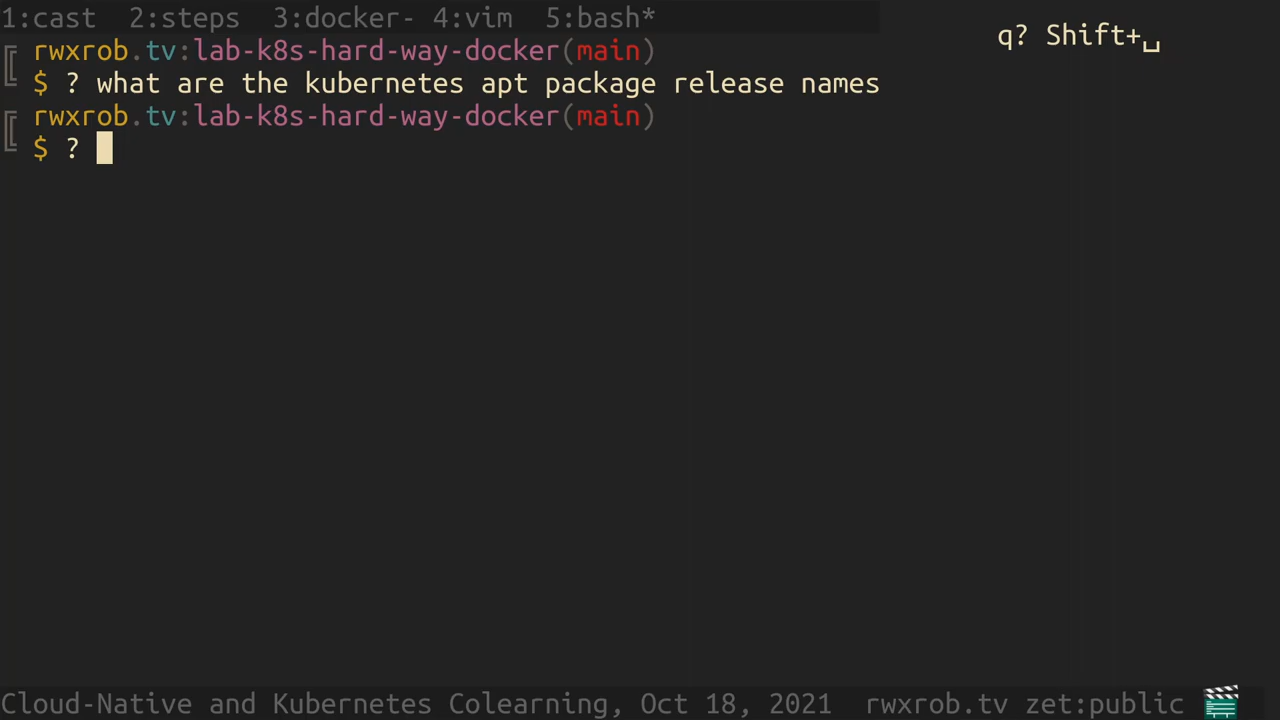 1:cast 2:steps 3:docker- 4:vim 5:bash*
q? Shift+␣
rwxrob.tv:lab-k8s-hard-way-docker(main)
$ ? what are the kubernetes apt package release names
rwxrob.tv:lab-k8s-hard-way-docker(main)
$ ?
Cloud-Native and Kubernetes Colearning, Oct 18, 2021 rwxrob.tv zet:public 🎬